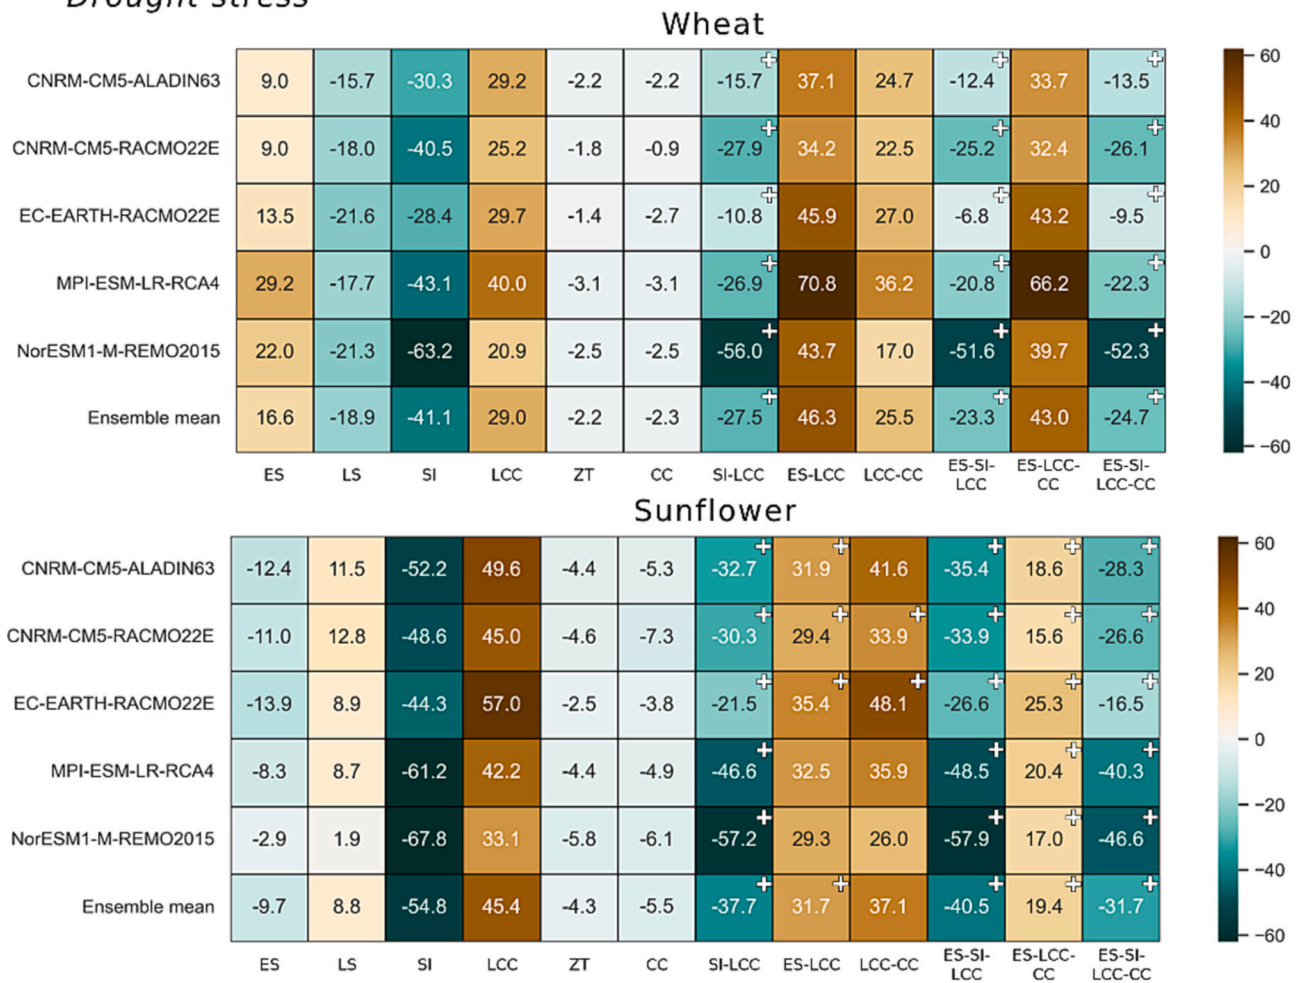 Drought stress
Wheat
CNRM-CM5-ALADIN63 9.0 -15.7 -30.3 29.2 -2.2 -2.2 -15.7 37.1 24.7 -12.4 33.7 -13.5
CNRM-CM5-RACMO22E 9.0 -18.0 -40.5 25.2 -1.8 -0.9 -27.9 34.2 22.5 -25.2 32.4 -26.1
EC-EARTH-RACMO22E 13.5 -21.6 -28.4 29.7 -1.4 -2.7 -10.8 45.9 27.0 -6.8 43.2 -9.5
MPI-ESM-LR-RCA4 29.2 -17.7 -43.1 40.0 -3.1 -3.1 -26.9 70.8 36.2 -20.8 66.2 -22.3
NorESM1-M-REMO2015 22.0 -21.3 -63.2 20.9 -2.5 -2.5 -56.0 43.7 17.0 -51.6 39.7 -52.3
Ensemble mean 16.6 -18.9 -41.1 29.0 -2.2 -2.3 -27.5 46.3 25.5 -23.3 43.0 -24.7
ES LS SI LCC ZT CC SI-LCC ES-LCC LCC-CC ES-SI- ES-LCC- ES-SI-
LCC CC LCC-CC
60
40
20
0
−20
−40
−60
Sunflower
CNRM-CM5-ALADIN63 -12.4 11.5 -52.2 49.6 -4.4 -5.3 -32.7 31.9 41.6 -35.4 18.6 -28.3
CNRM-CM5-RACMO22E -11.0 12.8 -48.6 45.0 -4.6 -7.3 -30.3 29.4 33.9 -33.9 15.6 -26.6
EC-EARTH-RACMO22E -13.9 8.9 -44.3 57.0 -2.5 -3.8 -21.5 35.4 48.1 -26.6 25.3 -16.5
MPI-ESM-LR-RCA4 -8.3 8.7 -61.2 42.2 -4.4 -4.9 -46.6 32.5 35.9 -48.5 20.4 -40.3
NorESM1-M-REMO2015 -2.9 1.9 -67.8 33.1 -5.8 -6.1 -57.2 29.3 26.0 -57.9 17.0 -46.6
Ensemble mean -9.7 8.8 -54.8 45.4 -4.3 -5.5 -37.7 31.7 37.1 -40.5 19.4 -31.7
ES LS SI LCC ZT CC SI-LCC ES-LCC LCC-CC ES-SI- ES-LCC- ES-SI-
LCC CC LCC-CC
60
40
20
0
−20
−40
−60